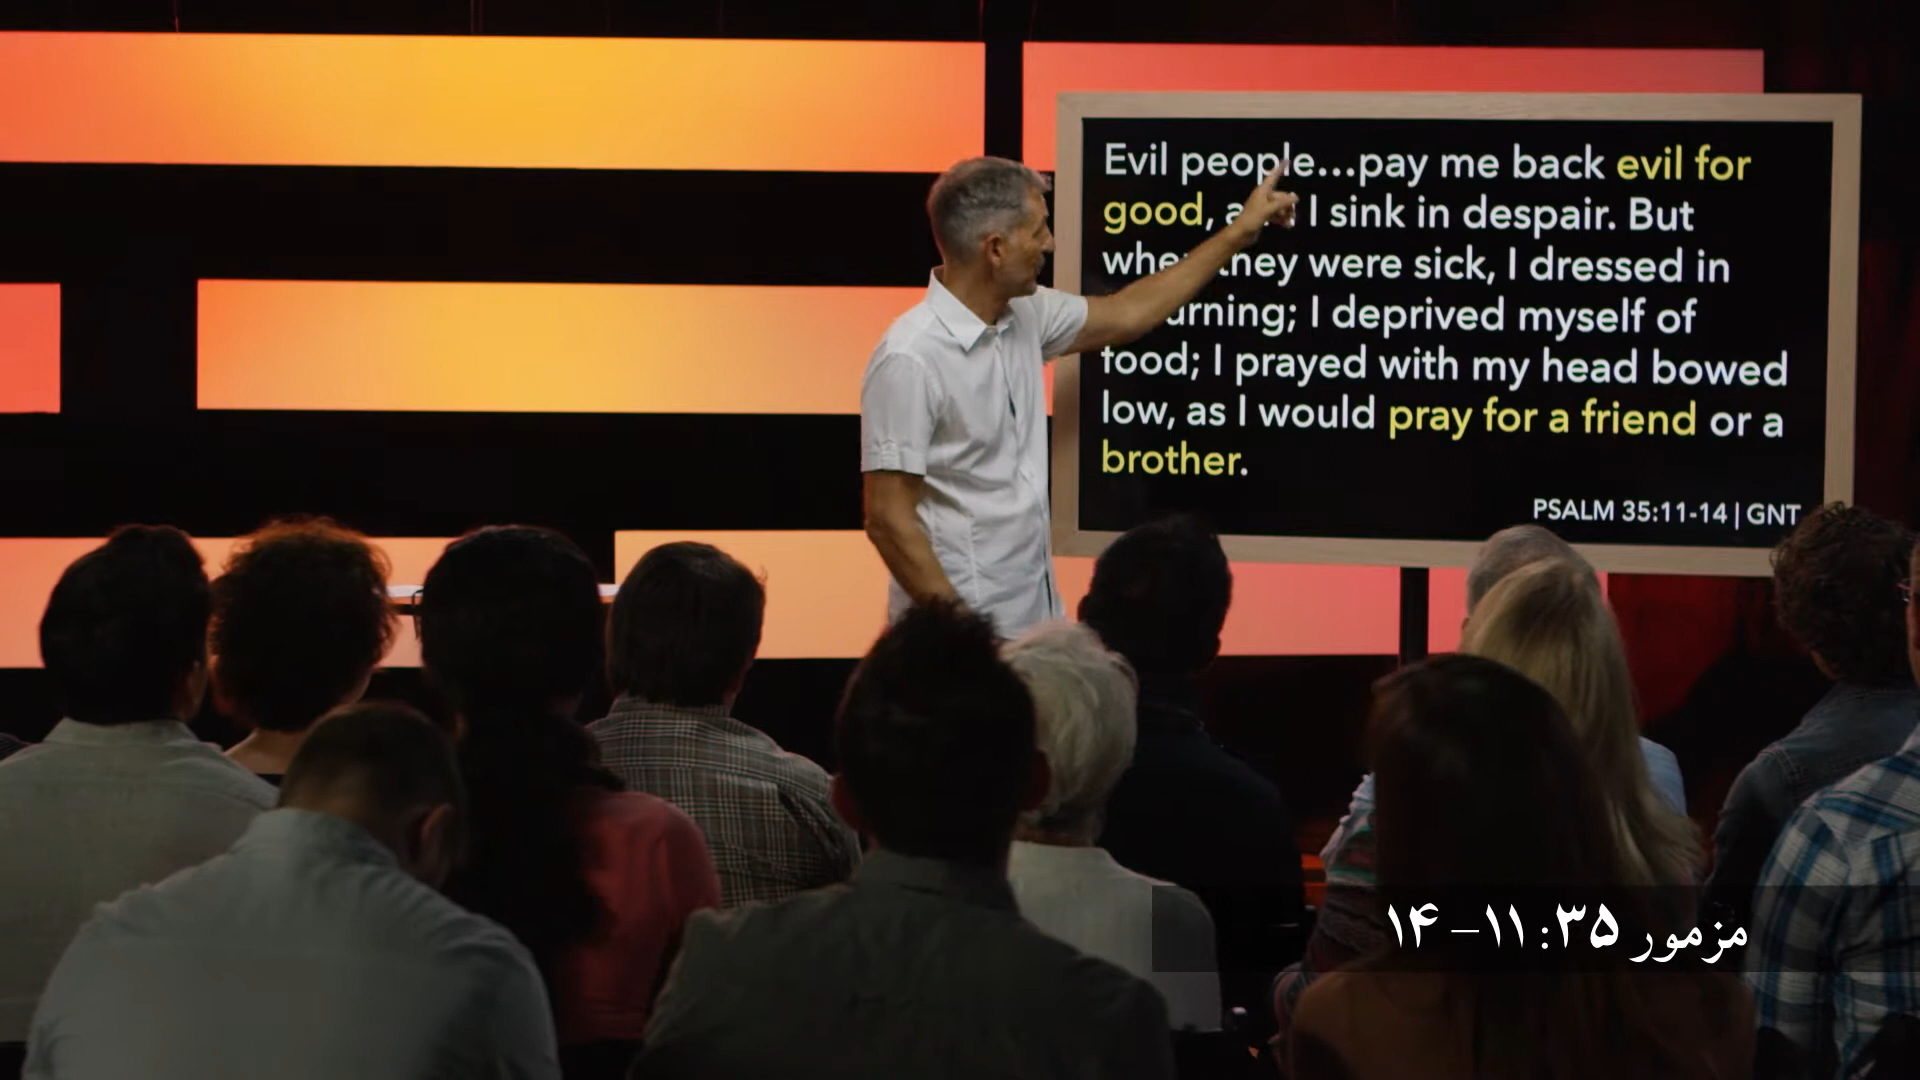 Evil people...pay me back evil for
good, I sink in despair. But
they were sick, I dressed in
I deprived myself of
food; I prayed with my head bowed
low, as I would pray for a friend or a
brother.
PSALM 35:11-14 | GNT
مزمور ۳۵:۱۱–۱۴